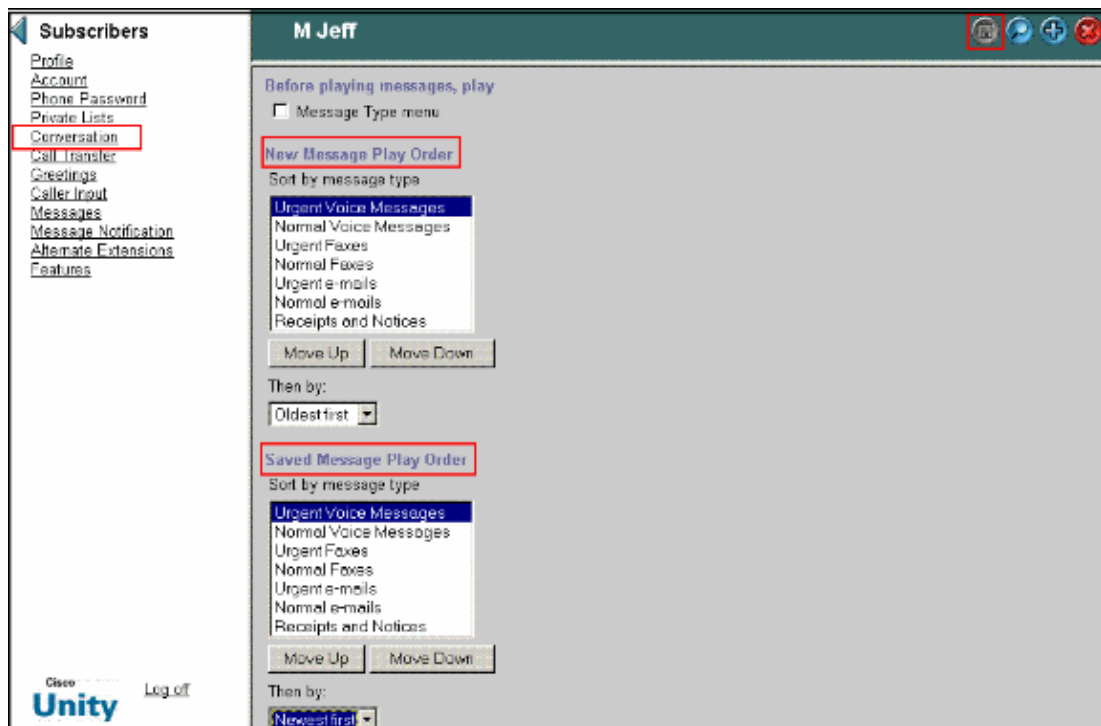 Subscribers
Profile
Account
Phone Password
Private Lists
Conversation
Call Transfer
Greetings
Caller Input
Messages
Message Notification
Alternate Extensions
Features
Cisco
Unity
Log off
M Jeff
Before playing messages, play
Message Type menu
New Message Play Order
Sort by message type
Urgent Voice Messages
Normal Voice Messages
Urgent Faxes
Normal Faxes
Urgent e-mails
Normal e-mails
Receipts and Notices
Move Up Move Down
Then by:
Oldest first
Saved Message Play Order
Sort by message type
Urgent Voice Messages
Normal Voice Messages
Urgent Faxes
Normal Faxes
Urgent e-mails
Normal e-mails
Receipts and Notices
Move Up Move Down
Then by:
Newest first